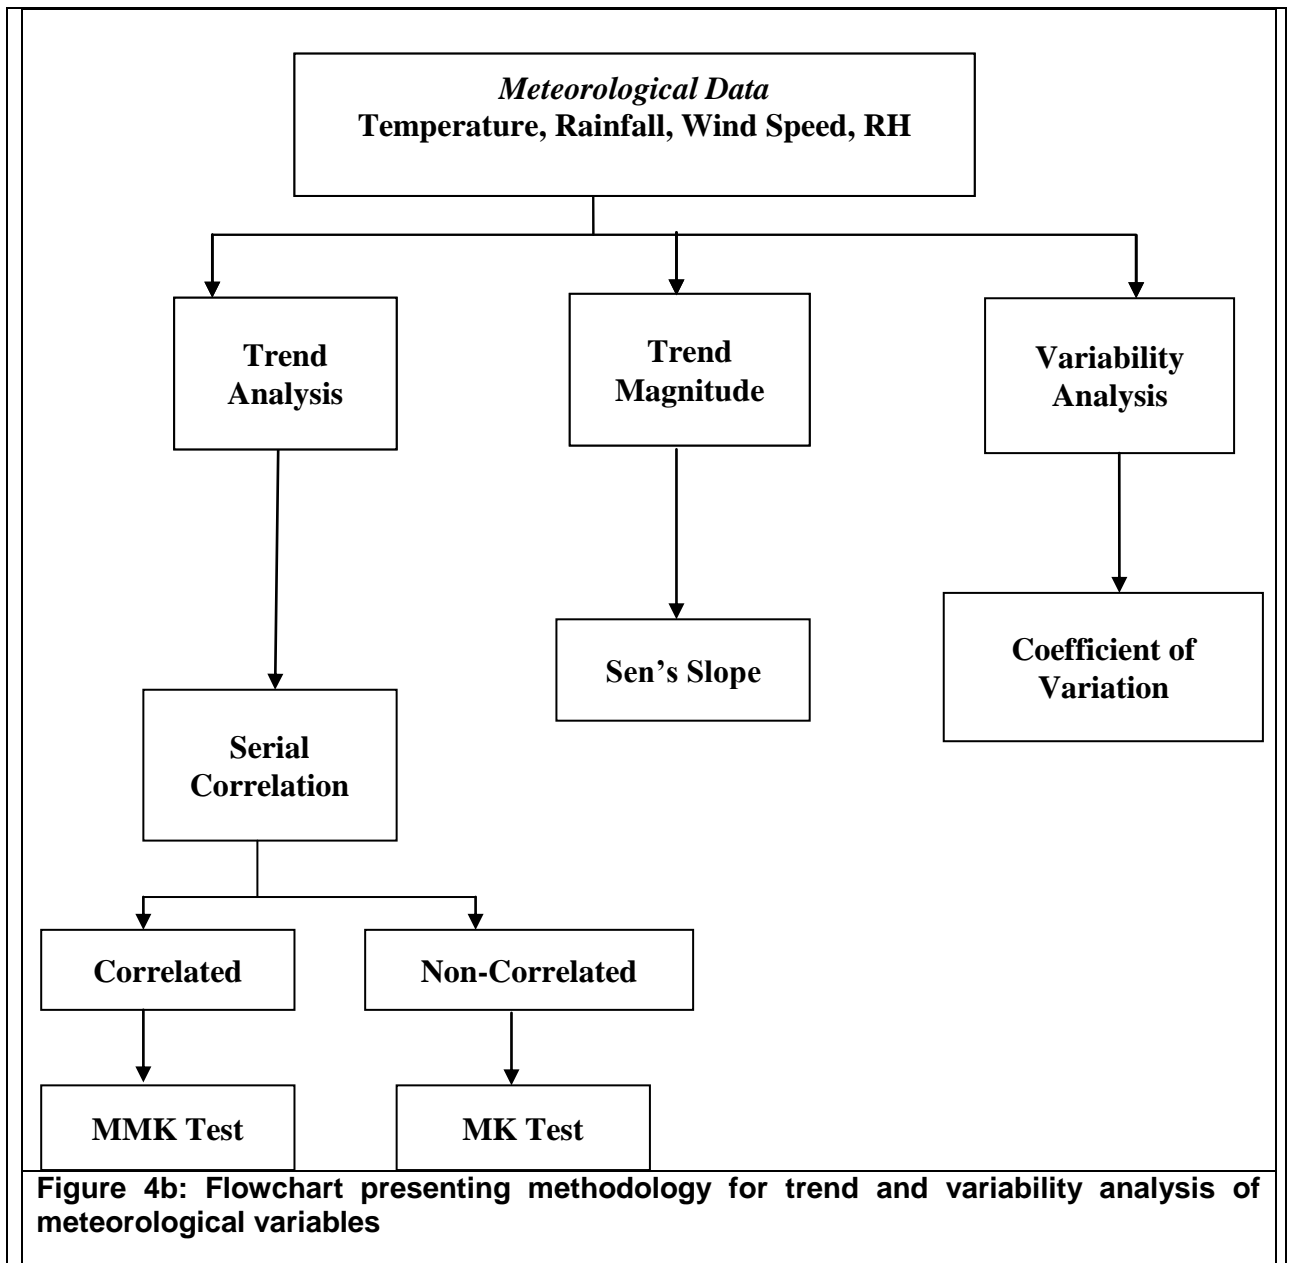 Meteorological Data
Temperature, Rainfall, Wind Speed, RH
Trend
Analysis
Trend
Magnitude
Variability
Analysis
Sen’s Slope
Coefficient of
Variation
Serial
Correlation
Correlated
Non-Correlated
MMK Test
MK Test
Figure 4b: Flowchart presenting methodology for trend and variability analysis of
meteorological variables